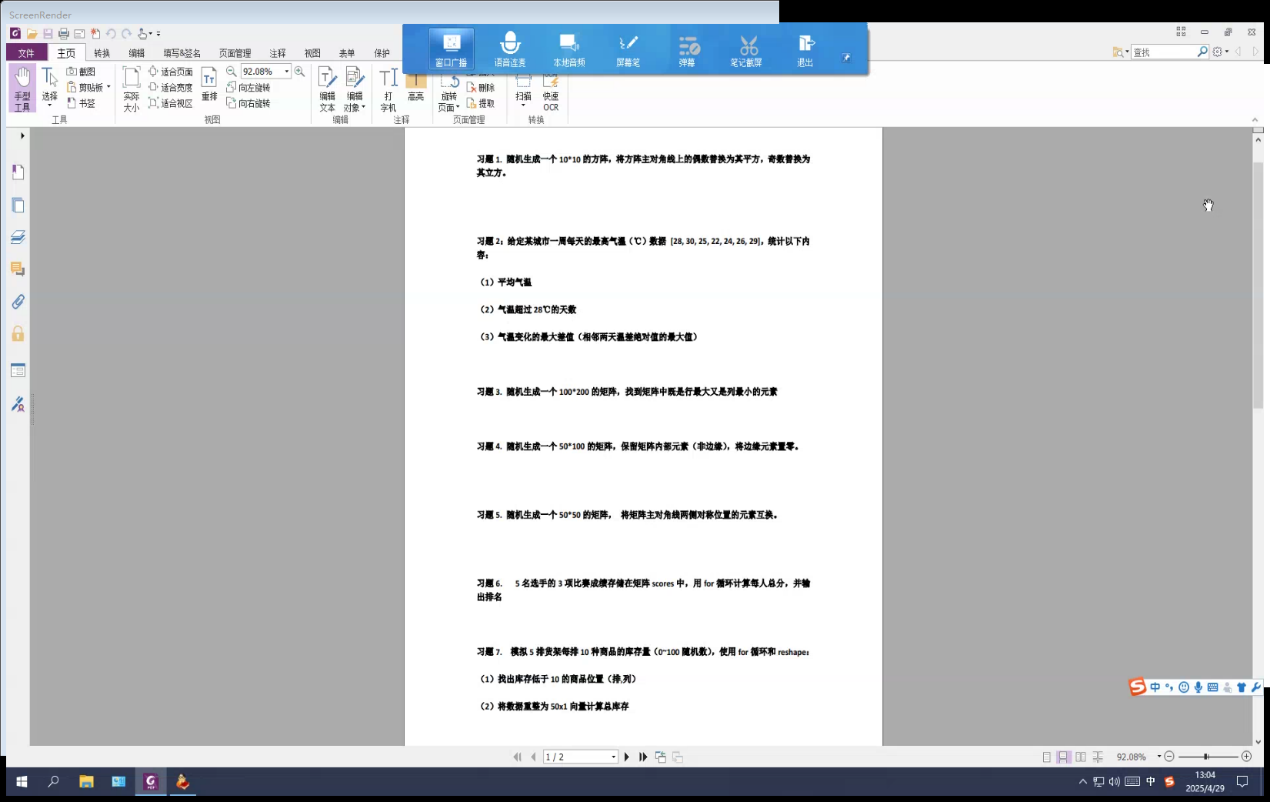 ScreenRender
窗口广播 语音连麦 本地音频 屏幕笔 弹幕 笔记截屏 退出
文件 主页 转换 编辑 填写&签名 页面管理 注释 视图 表单 保护
查找
手型工具 选择 截图 剪贴板 书签
实际大小 适合页面 适合宽度 适合视区 重排 92.08% 向左旋转 向右旋转
编辑文本 编辑对象 打字机 高亮 旋转页面 删除 提取 扫描 快速OCR
工具 视图 编辑 注释 页面管理 转换
习题 1. 随机生成一个 10*10 的方阵，将方阵主对角线上的偶数替换为其平方，奇数替换为
其立方。
习题 2：给定某城市一周每天的最高气温（℃）数据 [28, 30, 25, 22, 24, 26, 29]，统计以下内
容：
（1）平均气温
（2）气温超过 28℃的天数
（3）气温变化的最大差值（相邻两天温差绝对值的最大值）
习题 3. 随机生成一个 100*200 的矩阵，找到矩阵中既是行最大又是列最小的元素
习题 4. 随机生成一个 50*100 的矩阵，保留矩阵内部元素（非边缘），将边缘元素置零。
习题 5. 随机生成一个 50*50 的矩阵， 将矩阵主对角线两侧对称位置的元素互换。
习题 6. 5 名选手的 3 项比赛成绩存储在矩阵 scores 中，用 for 循环计算每人总分，并输
出排名
习题 7. 模拟 5 排货架每排 10 种商品的库存量（0~100 随机数），使用 for 循环和 reshape：
（1）找出库存低于 10 的商品位置（排,列）
（2）将数据重整为 50x1 向量计算总库存
中
1 / 2
92.08%
中
13:04
2025/4/29